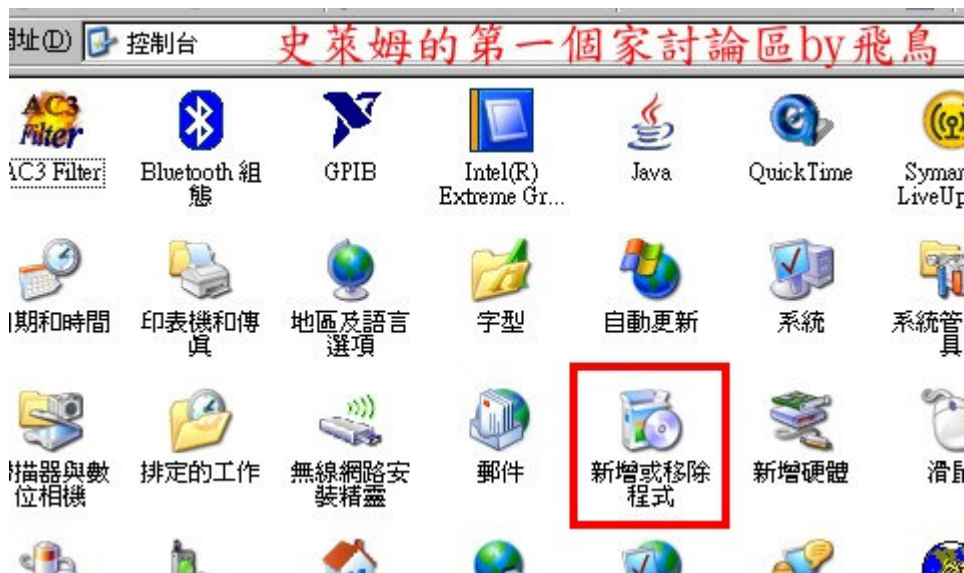 址(D) 控制台 史萊姆的第一個家討論區by飛鳥
AC3
Filter
AC3 Filter
Bluetooth 組
態
GPIB
Intel(R)
Extreme Gr...
Java
QuickTime
Syman
LiveUp
期和時間
印表機和傳
真
地區及語言
選項
字型
自動更新
系統
系統管
具
描器與數
位相機
排定的工作
無線網路安
裝精靈
郵件
新增或移除
程式
新增硬體
滑鼠